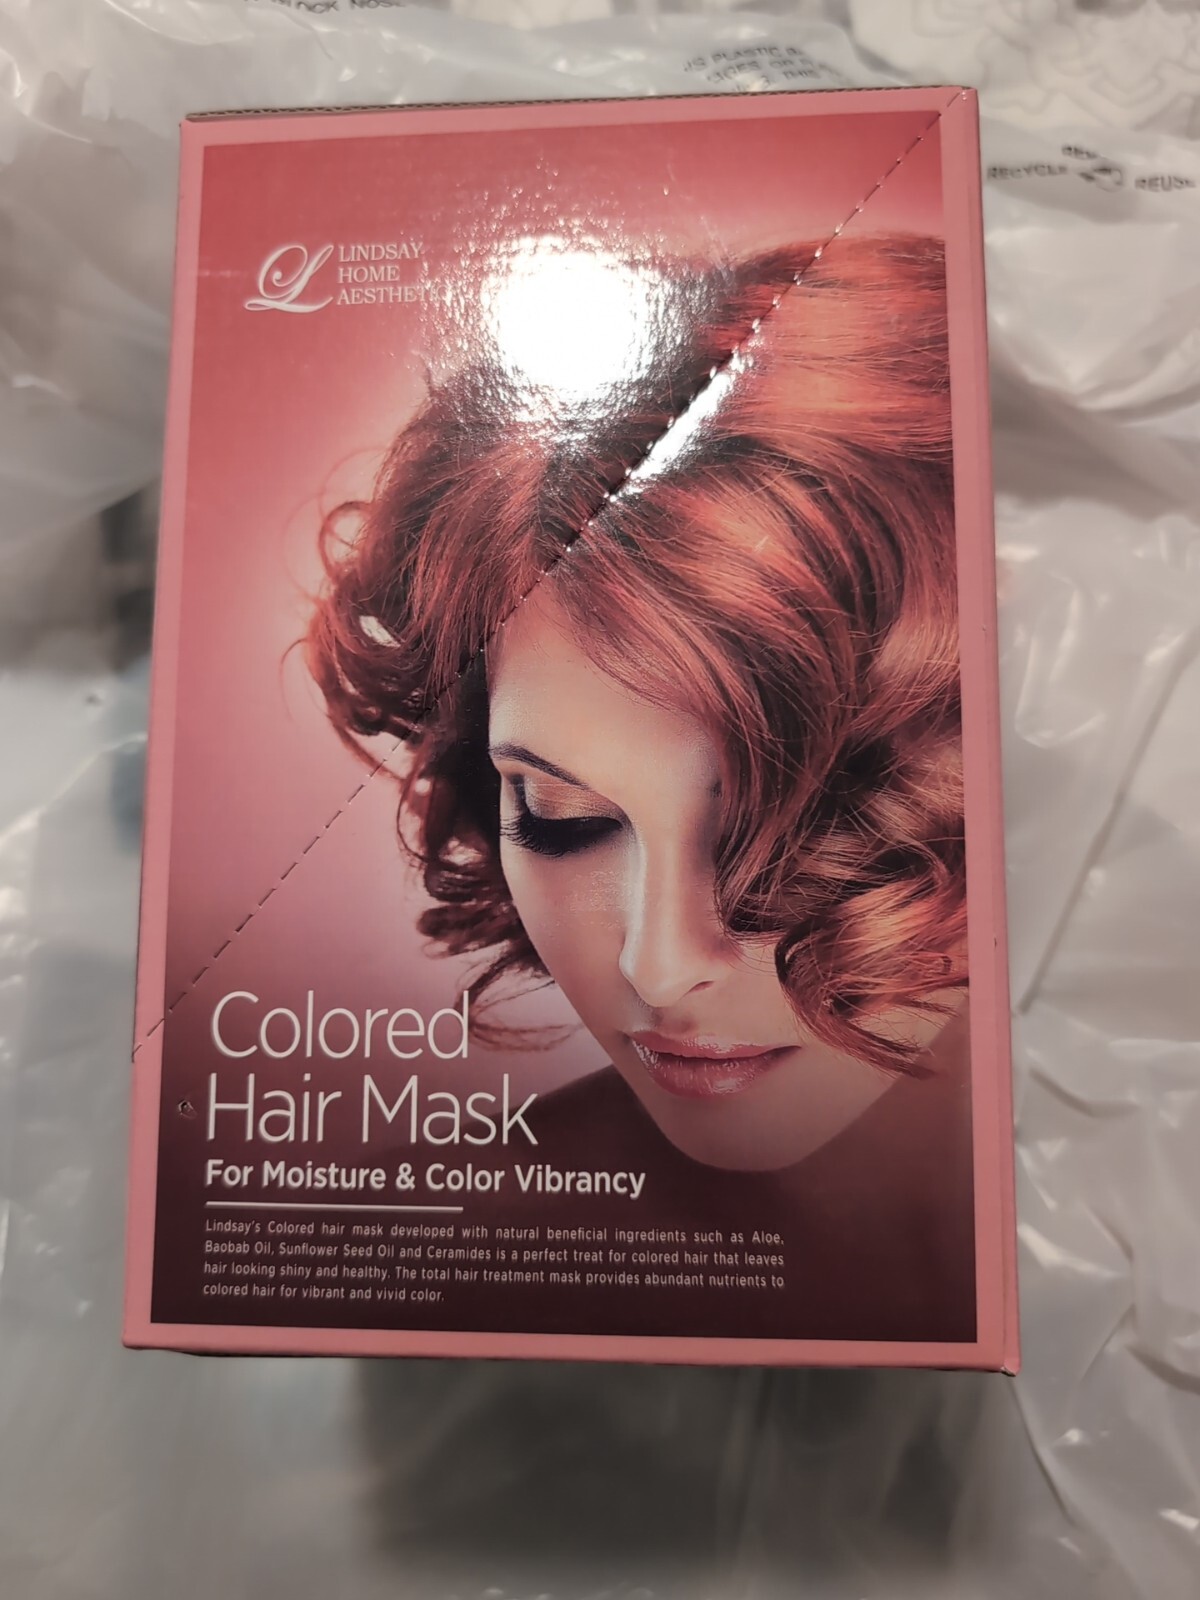 RECYCLE
REUSE
LINDSAY
HOME
Colored
Hair Mask
For Moisture & Color Vibrancy
Lindsay's Colored hair mask developed with natural beneficial ingredients such as Aloe,
Baobab Oil, Sunflower Seed Oil and Ceramides is a perfect treat for colored hair that leaves
hair looking shiny and healthy. The total hair treatment mask provides abundant nutrients to
colored hair for vibrant and vivid color.